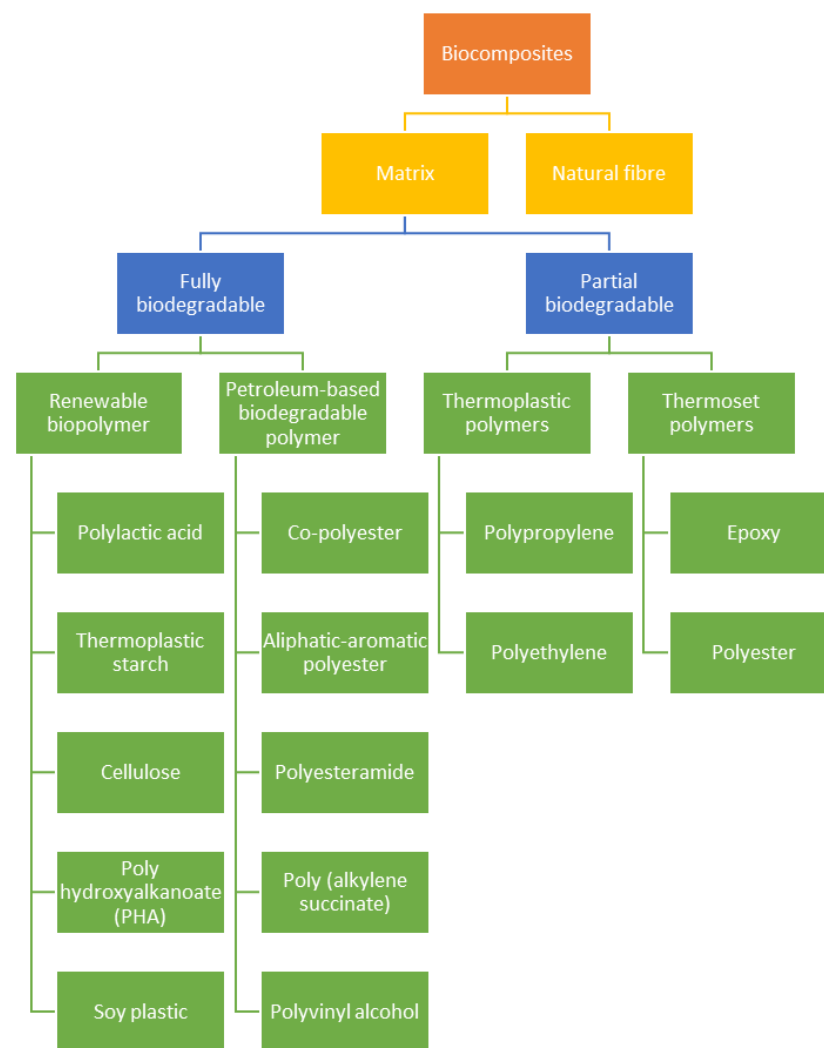 Biocomposites
Matrix
Natural fibre
Fully
biodegradable
Partial
biodegradable
Renewable
biopolymer
Petroleum-based
biodegradable
polymer
Thermoplastic
polymers
Thermoset
polymers
Polylactic acid
Co-polyester
Polypropylene
Epoxy
Thermoplastic
starch
Aliphatic-aromatic
polyester
Polyethylene
Polyester
Cellulose
Polyesteramide
Poly
hydroxyalkanoate
(PHA)
Poly (alkylene
succinate)
Soy plastic
Polyvinyl alcohol